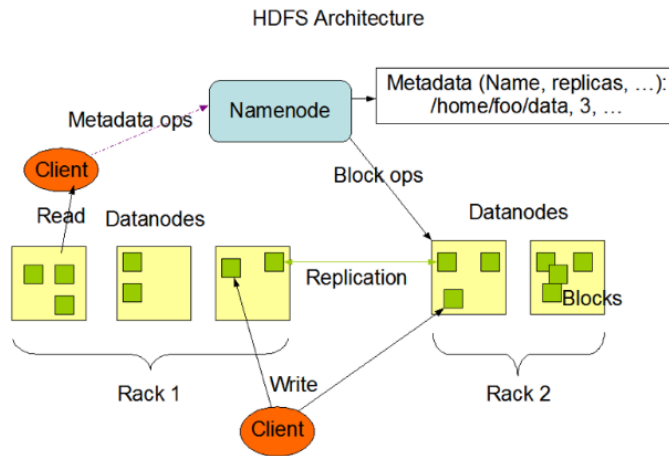 HDFS Architecture
Metadata (Name, replicas, ...):
/home/foo/data, 3, ...
Namenode
Metadata ops
Client
Block ops
Read
Datanodes
Datanodes
Replication
Blocks
Rack 1
Write
Rack 2
Client